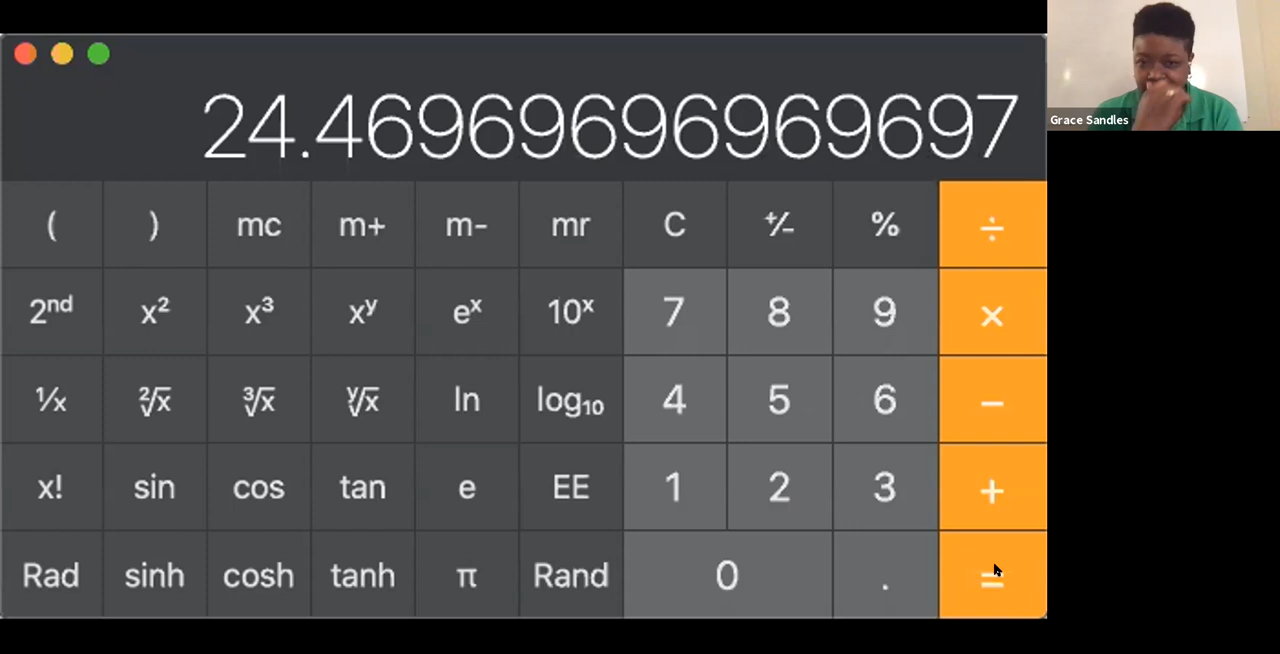 24.46969696969697
Grace Sandles
( ) mc m+ m- mr C ⁺∕₋ % ÷
2ⁿᵈ x² x³ xʸ eˣ 10ˣ 7 8 9 ×
¹∕x ²√x ³√x ʸ√x ln log₁₀ 4 5 6 −
x! sin cos tan e EE 1 2 3 +
Rad sinh cosh tanh π Rand 0 . =